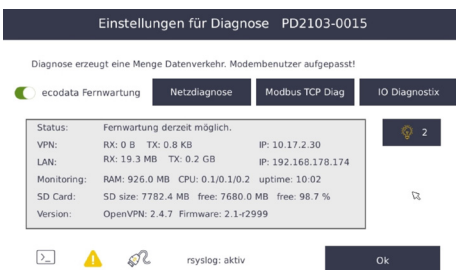 Einstellungen für Diagnose PD2103-0015
Diagnose erzeugt eine Menge Datenverkehr. Modembenutzer aufgepasst!
ecodata Fernwartung Netzdiagnose Modbus TCP Diag IO Diagnostix
Status: Fernwartung derzeit möglich.
2
VPN: RX: 0 B TX: 0.8 KB IP: 10.17.2.30
LAN: RX: 19.3 MB TX: 0.2 GB IP: 192.168.178.174
Monitoring: RAM: 926.0 MB CPU: 0.1/0.1/0.2 uptime: 10:02
SD Card: SD size: 7782.4 MB free: 7680.0 MB free: 98.7 %
Version: OpenVPN: 2.4.7 Firmware: 2.1-r2999
rsyslog: aktiv Ok